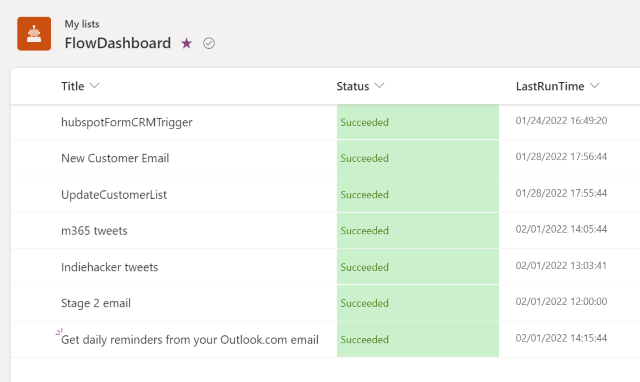 My lists
FlowDashboard
Title Status LastRunTime
hubspotFormCRMTrigger Succeeded 01/24/2022 16:49:20
New Customer Email Succeeded 01/28/2022 17:56:44
UpdateCustomerList Succeeded 01/28/2022 17:55:44
m365 tweets Succeeded 02/01/2022 14:05:44
Indiehacker tweets Succeeded 02/01/2022 13:03:41
Stage 2 email Succeeded 02/01/2022 12:00:00
Get daily reminders from your Outlook.com email Succeeded 02/01/2022 14:15:44